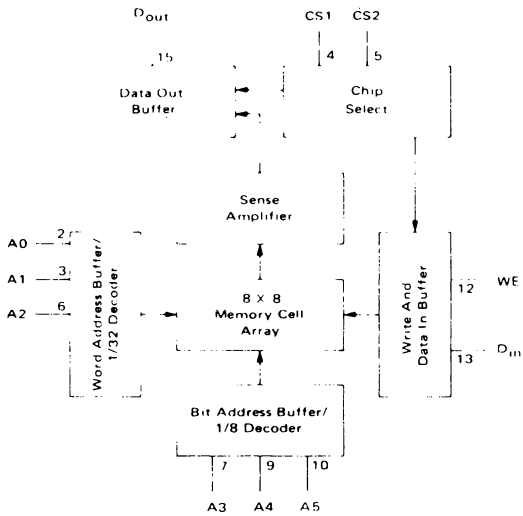 Dout
CS1 CS2
15
4 5
Data Out
Buffer
Chip
Select
Sense
Amplifier
A0 2
A1 3
A2 6
Word Address Buffer/
1/32 Decoder
8 X 8
Memory Cell
Array
Write And
Data In Buffer
12 WE
13 Din
Bit Address Buffer/
1/8 Decoder
7 9 10
A3 A4 A5